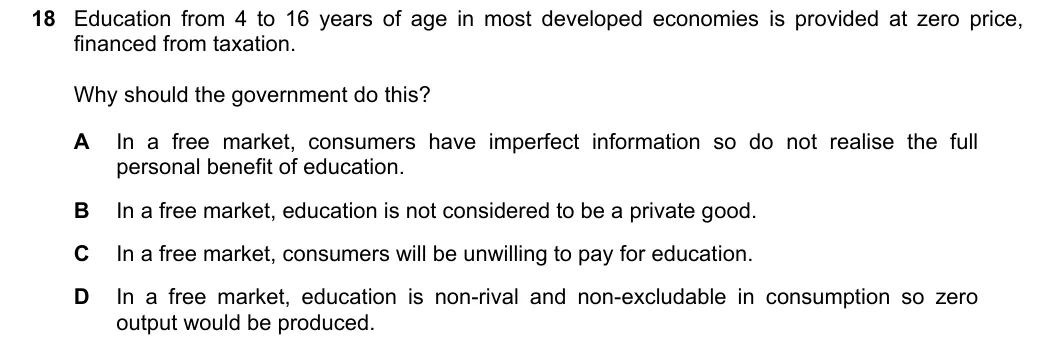 18 Education from 4 to 16 years of age in most developed economies is provided at zero price,
financed from taxation.
Why should the government do this?
A In a free market, consumers have imperfect information so do not realise the full
personal benefit of education.
B In a free market, education is not considered to be a private good.
C In a free market, consumers will be unwilling to pay for education.
D In a free market, education is non-rival and non-excludable in consumption so zero
output would be produced.